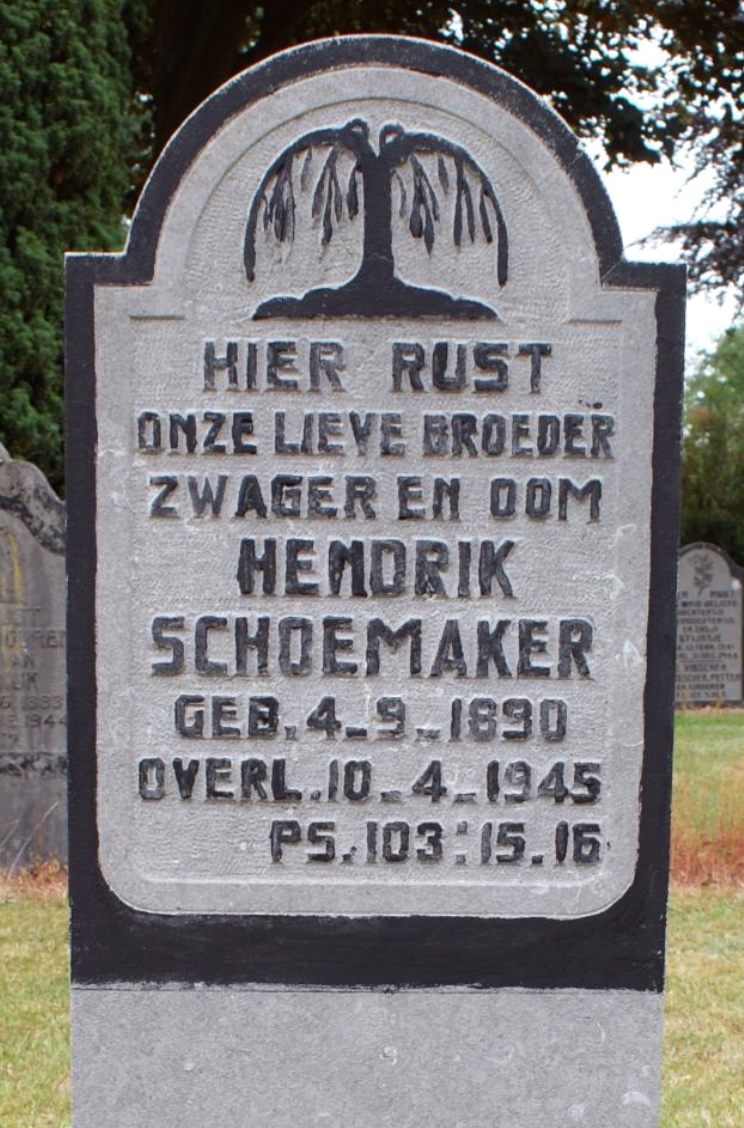 HIER RUST
ONZE LIEVE BROEDER
ZWAGER EN OOM
HENDRIK
SCHOEMAKER
GEB. 4-9-1890
OVERL. 10-4-1945
PS. 103:15.16